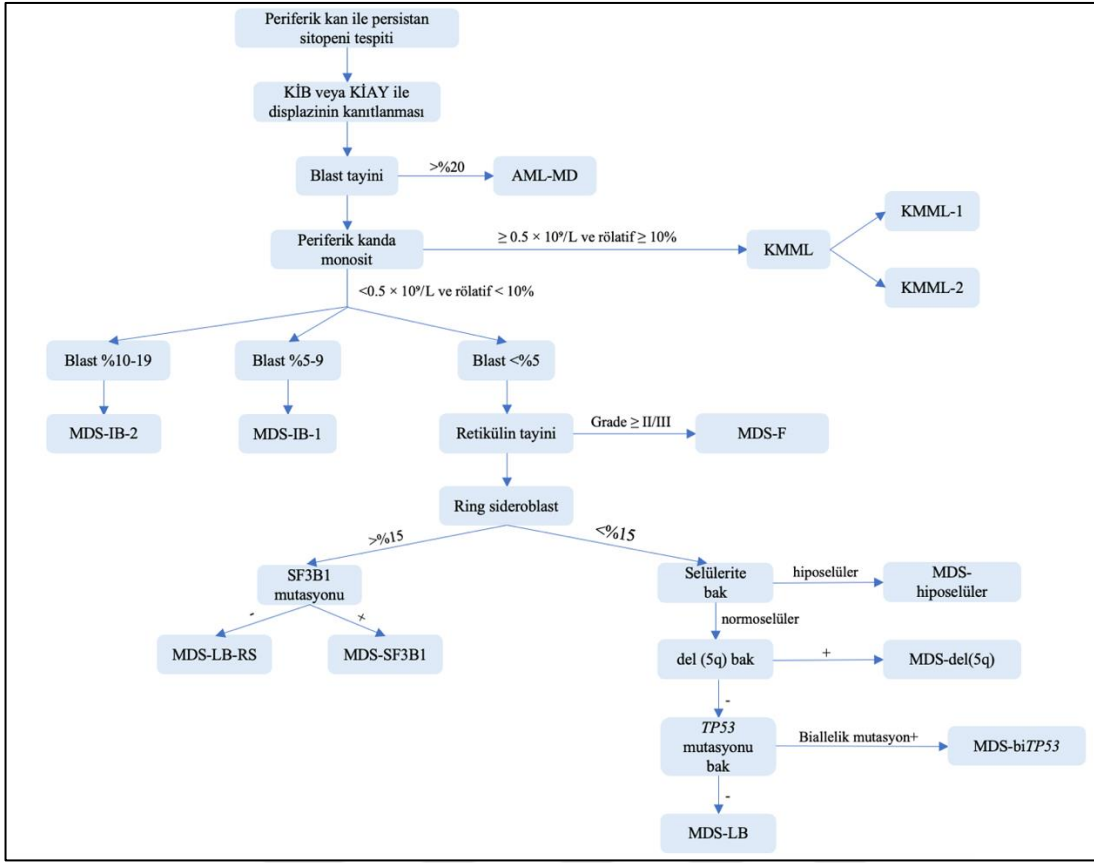 Periferik kan ile persistan
sitopeni tespiti
KİB veya KİAY ile
displazinin kanıtlanması
Blast tayini
>%20
AML-MD
Periferik kanda
monosit
≥ 0.5 × 10⁹/L ve rölatif ≥ 10%
KMML
KMML-1
KMML-2
<0.5 × 10⁹/L ve rölatif < 10%
Blast %10-19
Blast %5-9
Blast <%5
MDS-IB-2
MDS-IB-1
Retikülin tayini
Grade ≥ II/III
MDS-F
Ring sideroblast
>%15
<%15
SF3B1
mutasyonu
-
+
MDS-LB-RS
MDS-SF3B1
Selülerite
bak
hiposelüler
MDS-
hiposelüler
normoselüler
del (5q) bak
+
MDS-del(5q)
-
TP53
mutasyonu
bak
Biallelik mutasyon+
MDS-biTP53
-
MDS-LB